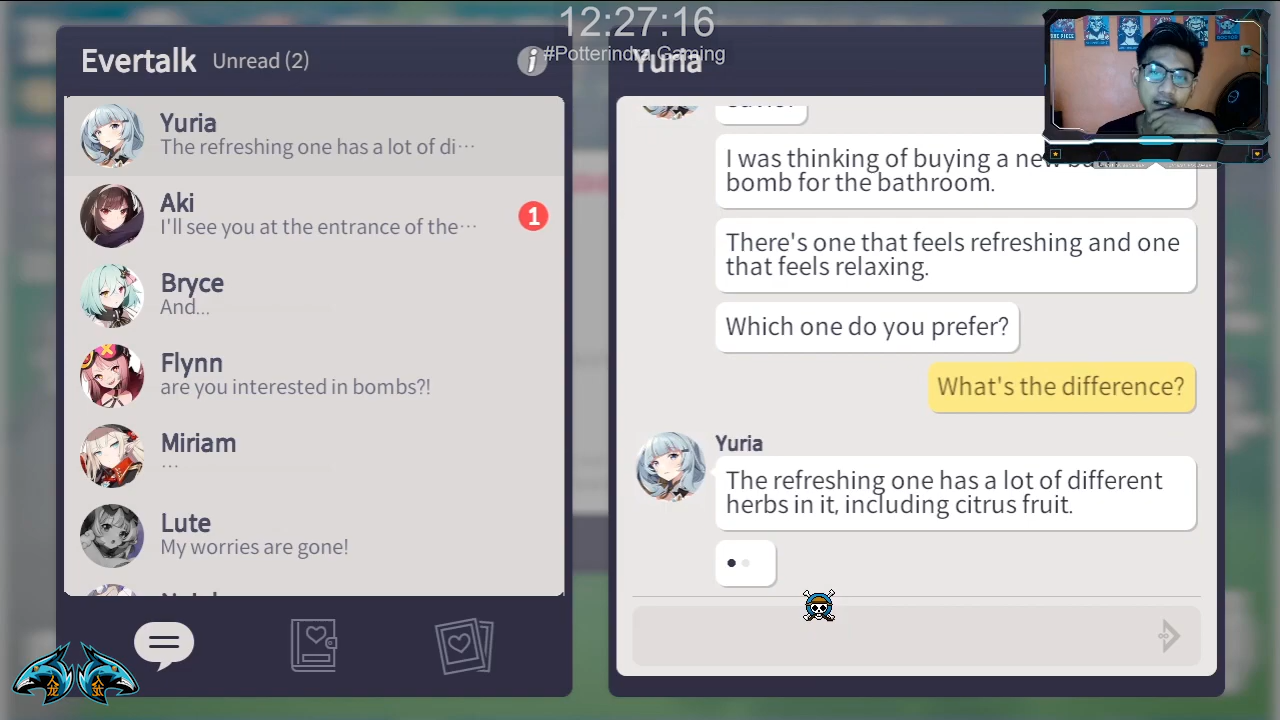 12:27:16
#Potterindra Gaming
Evertalk Unread (2)
Yuria
The refreshing one has a lot of di...
Aki
I'll see you at the entrance of the...
1
Bryce
And...
Flynn
are you interested in bombs?!
Miriam
...
Lute
My worries are gone!
Yuria
I was thinking of buying a new
bomb for the bathroom.
There's one that feels refreshing and one
that feels relaxing.
Which one do you prefer?
What's the difference?
Yuria
The refreshing one has a lot of different
herbs in it, including citrus fruit.